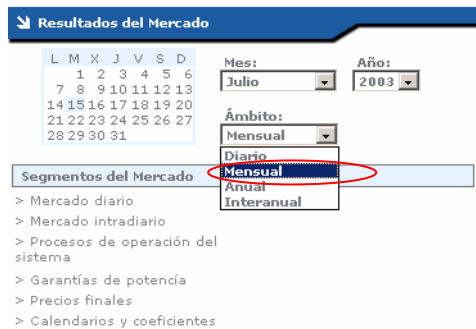 Resultados del Mercado
L M X J V S D
1 2 3 4 5 6
7 8 9 10 11 12 13
14 15 16 17 18 19 20
21 22 23 24 25 26 27
28 29 30 31
Mes:
Julio
Año:
2003
Ámbito:
Mensual
Diario
Mensual
Anual
Interanual
Segmentos del Mercado
> Mercado diario
> Mercado intradiario
> Procesos de operación del
sistema
> Garantías de potencía
> Precios finales
> Calendarios y coeficientes